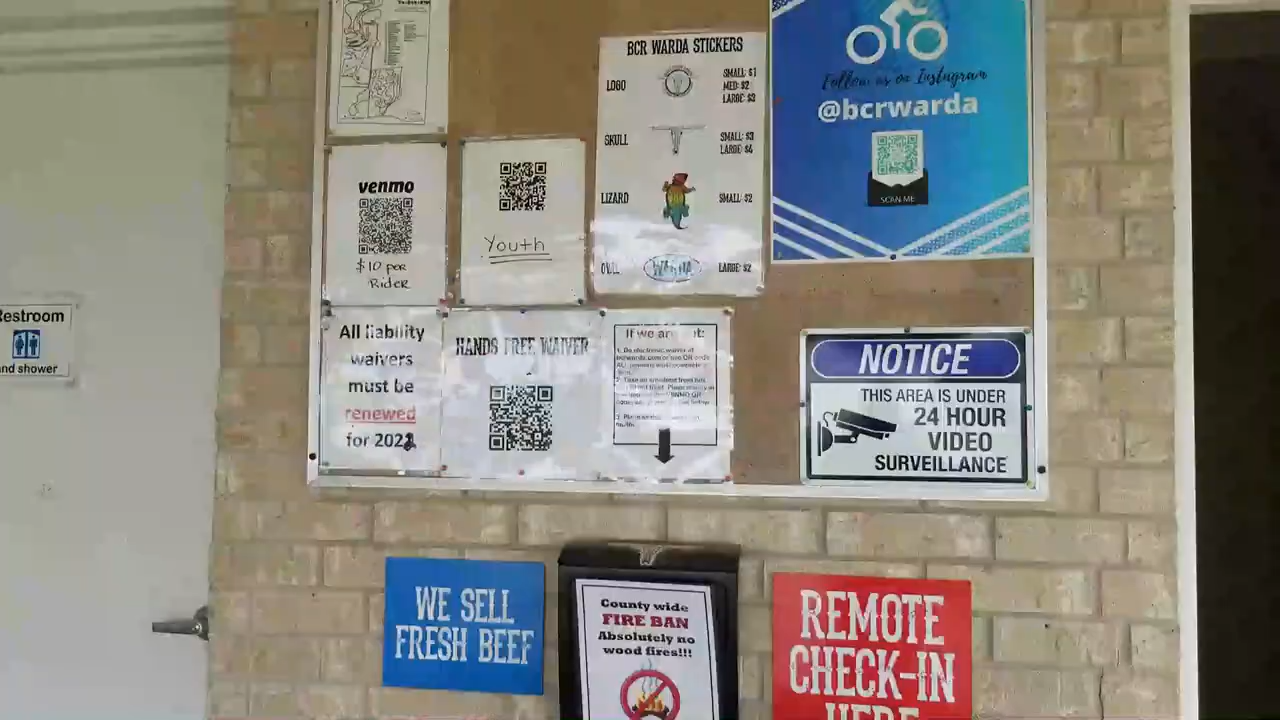 BCR WARDA STICKERS
LOGO
SMALL: $1
MED: $2
LARGE: $3
SKULL
SMALL: $3
LARGE: $4
LIZARD
SMALL: $2
OVAL
WARDA
LARGE: $2
Follow us on Instagram
@bcrwarda
SCAN ME
venmo
$10 per
Rider
Youth
Restroom
and shower
All liability
waivers
must be
renewed
for 2022
HANDS FREE WAIVER
If we are
NOTICE
THIS AREA IS UNDER
24 HOUR
VIDEO
SURVEILLANCE
WE SELL
FRESH BEEF
County wide
FIRE BAN
Absolutely no
wood fires!!!
REMOTE
CHECK-IN
HERE